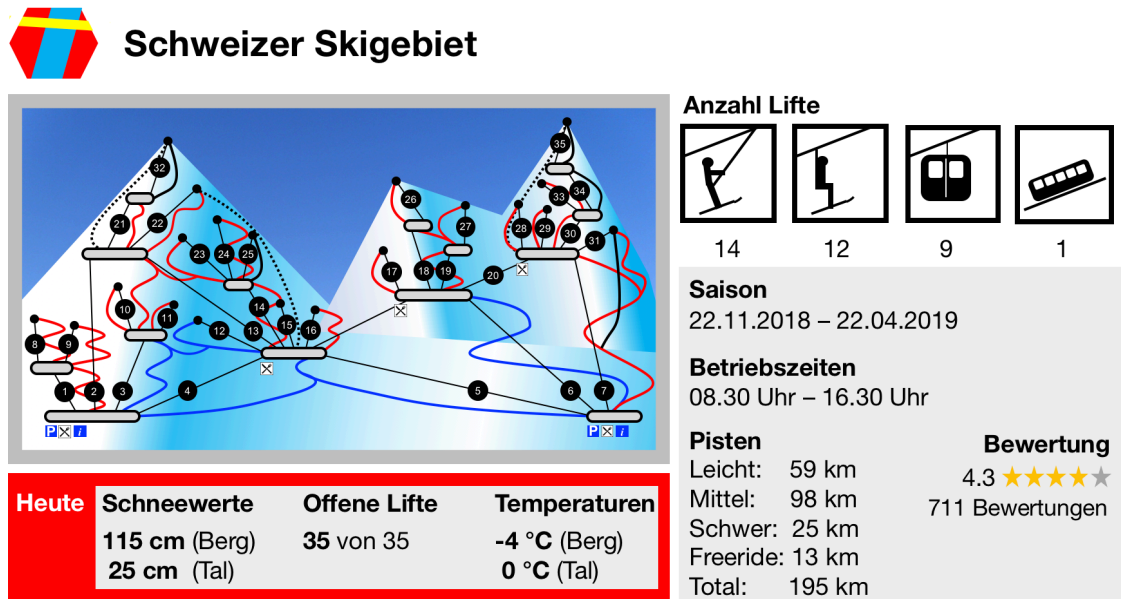 Schweizer Skigebiet
35
32
33
34
26
21
22
28
29
27
30
31
23
24
25
17
18
19
20
10
14
11
12
13
15
16
8
9
1
2
3
4
5
6
7
P i
P i
Anzahl Lifte
14 12 9 1
Saison
22.11.2018 – 22.04.2019
Betriebszeiten
08.30 Uhr – 16.30 Uhr
Pisten
Leicht: 59 km
Mittel: 98 km
Schwer: 25 km
Freeride: 13 km
Total: 195 km
Bewertung
4.3
711 Bewertungen
Heute
Schneewerte
115 cm (Berg)
25 cm (Tal)
Offene Lifte
35 von 35
Temperaturen
-4 °C (Berg)
0 °C (Tal)